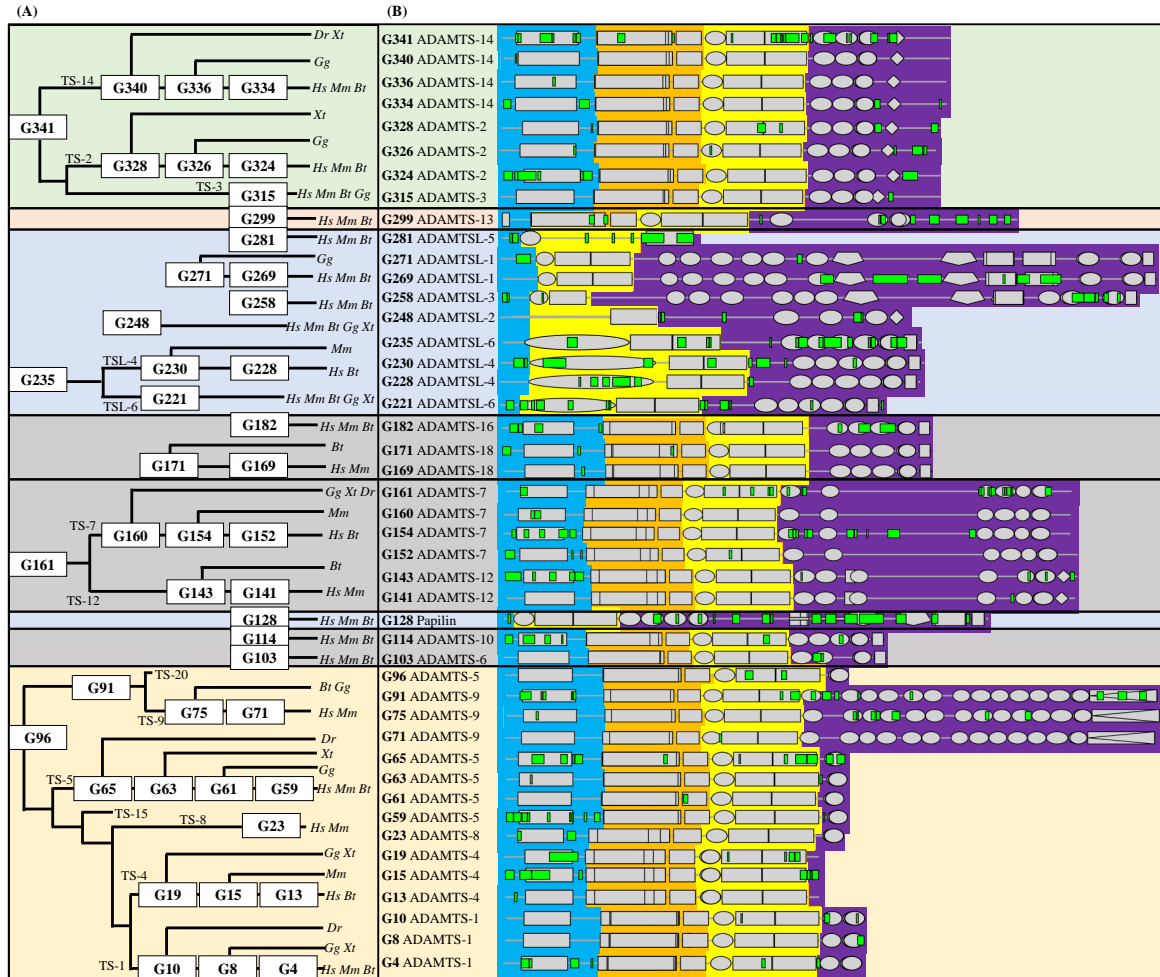 (A)
(B)
Dr Xt
Gg
TS-14
G340 G336 G334 Hs Mm Bt
Xt
G341
Gg
TS-2
G328 G326 G324 Hs Mm Bt
TS-3
G315 Hs Mm Bt Gg
G299 Hs Mm Bt
G281 Hs Mm Bt
Gg
G271 G269 Hs Mm Bt
G258 Hs Mm Bt
G248 Hs Mm Bt Gg Xt
Mm
TSL-4
G230 G228 Hs Bt
G235
TSL-6
G221 Hs Mm Bt Gg Xt
G182 Hs Mm Bt
Bt
G171 G169 Hs Mm
Gg Xt Dr
TS-7
Mm
G160 G154 G152 Hs Bt
G161
Bt
TS-12
G143 G141 Hs Mm
G128 Hs Mm Bt
G114 Hs Mm Bt
G103 Hs Mm Bt
TS-20
G91
Bt Gg
TS-9
G75 G71 Hs Mm
G96
Dr
Xt
Gg
TS-5
G65 G63 G61 G59 Hs Mm Bt
TS-15
TS-8
G23 Hs Mm
Gg Xt
TS-4
Mm
G19 G15 G13 Hs Bt
Dr
Gg Xt
TS-1
G10 G8 G4 Hs Mm Bt
G341 ADAMTS-14
G340 ADAMTS-14
G336 ADAMTS-14
G334 ADAMTS-14
G328 ADAMTS-2
G326 ADAMTS-2
G324 ADAMTS-2
G315 ADAMTS-3
G299 ADAMTS-13
G281 ADAMTSL-5
G271 ADAMTSL-1
G269 ADAMTSL-1
G258 ADAMTSL-3
G248 ADAMTSL-2
G235 ADAMTSL-6
G230 ADAMTSL-4
G228 ADAMTSL-4
G221 ADAMTSL-6
G182 ADAMTS-16
G171 ADAMTS-18
G169 ADAMTS-18
G161 ADAMTS-7
G160 ADAMTS-7
G154 ADAMTS-7
G152 ADAMTS-7
G143 ADAMTS-12
G141 ADAMTS-12
G128 Papilin
G114 ADAMTS-10
G103 ADAMTS-6
G96 ADAMTS-5
G91 ADAMTS-9
G75 ADAMTS-9
G71 ADAMTS-9
G65 ADAMTS-5
G63 ADAMTS-5
G61 ADAMTS-5
G59 ADAMTS-5
G23 ADAMTS-8
G19 ADAMTS-4
G15 ADAMTS-4
G13 ADAMTS-4
G10 ADAMTS-1
G8 ADAMTS-1
G4 ADAMTS-1